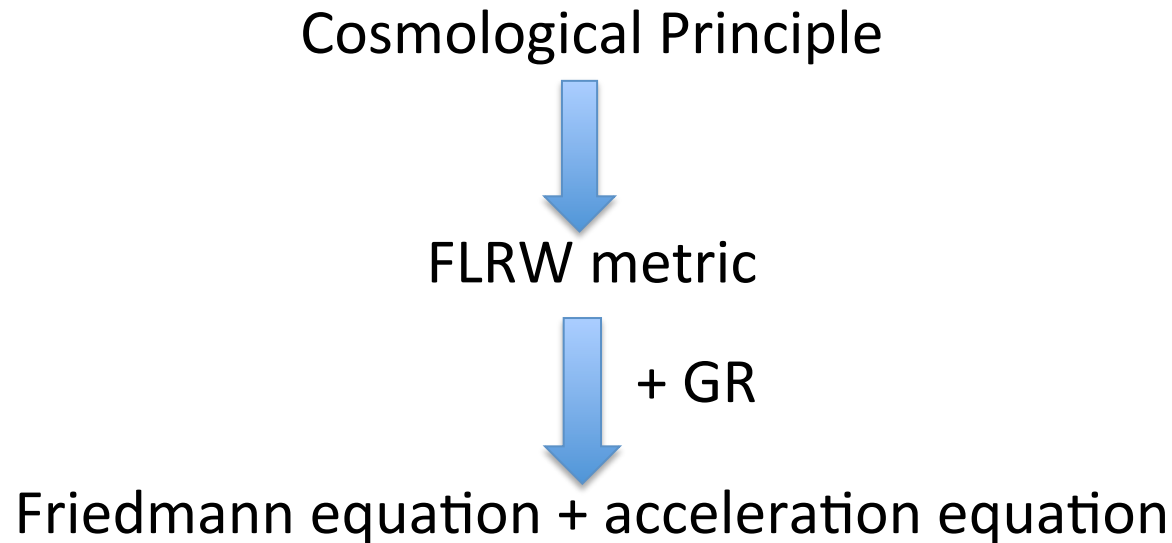 Cosmological Principle
FLRW metric
+ GR
Friedmann equation + acceleration equation